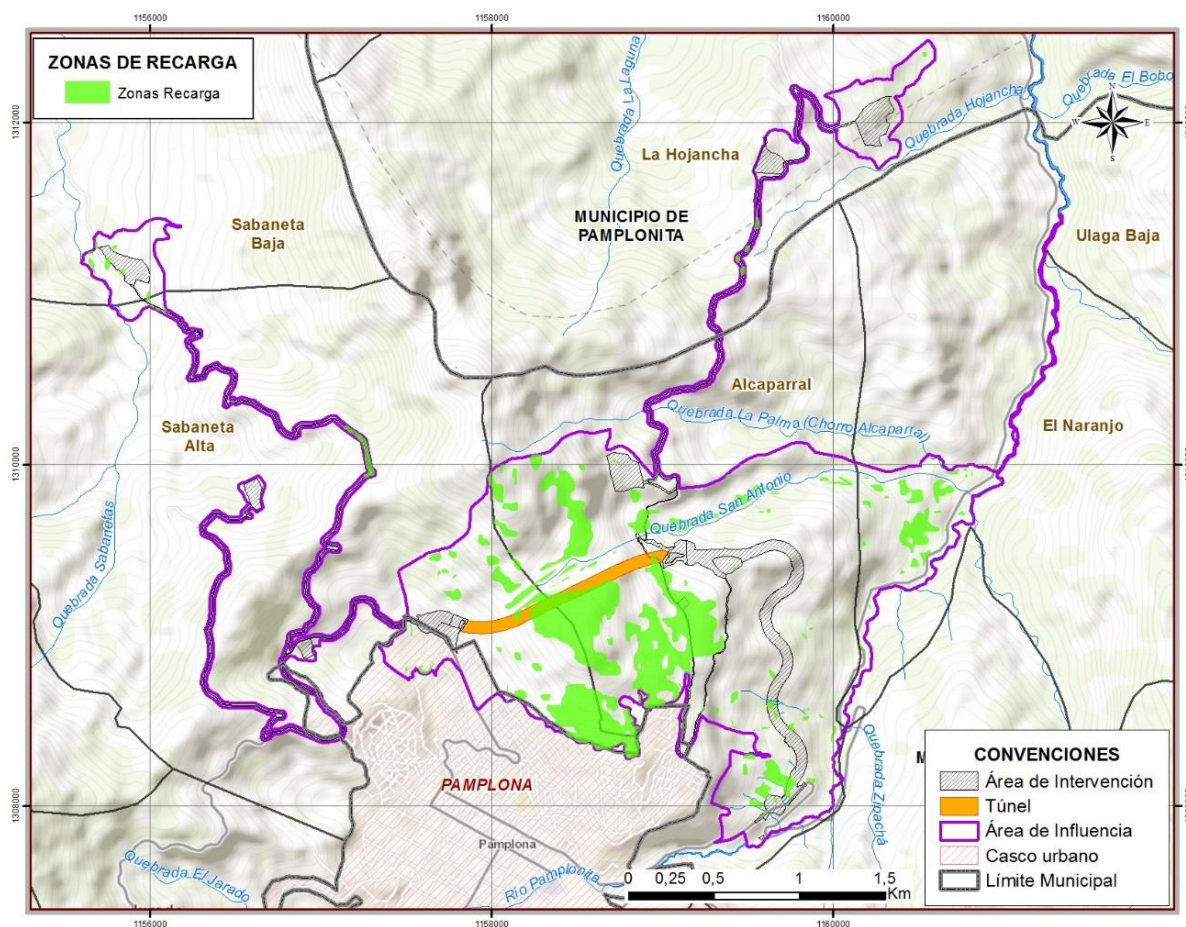 1156000
1158000
1160000
ZONAS DE RECARGA
Zonas Recarga
Quebrada La Laguna
Quebrada El Bobo
N
W
E
S
1312000
Quebrada Hojancha
La Hojancha
Sabaneta
Baja
MUNICIPIO DE
PAMPLONITA
Ulaga Baja
Alcaparral
Quebrada La Palma (Chorro Alcaparral)
Sabaneta
Alta
El Naranjo
1310000
Quebrada San Antonio
Quebrada Sabanetas
Quebrada Zipachá
PAMPLONA
Pamplona
1308000
Quebrada El Jarado
Río Pamplonita
CONVENCIONES
Área de Intervención
Túnel
Área de Influencia
Casco urbano
Límite Municipal
0 0,25 0,5 1 1,5
Km
1156000
1158000
1160000